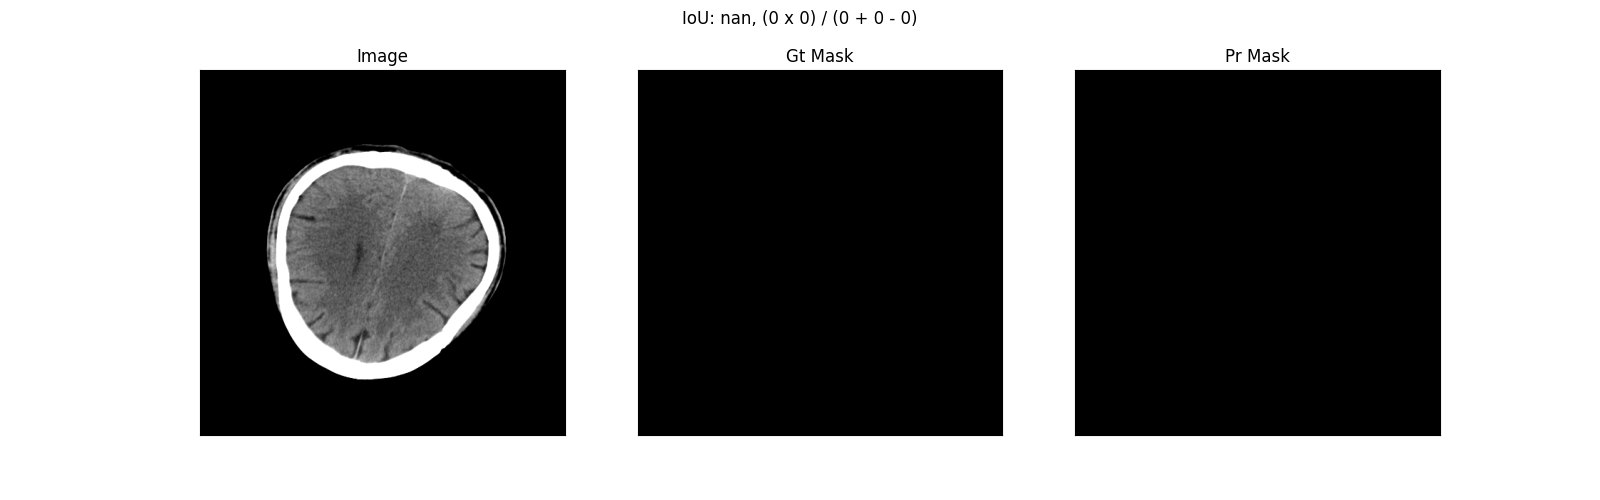 IoU: nan, (0 x 0) / (0 + 0 - 0)
Image
Gt Mask
Pr Mask